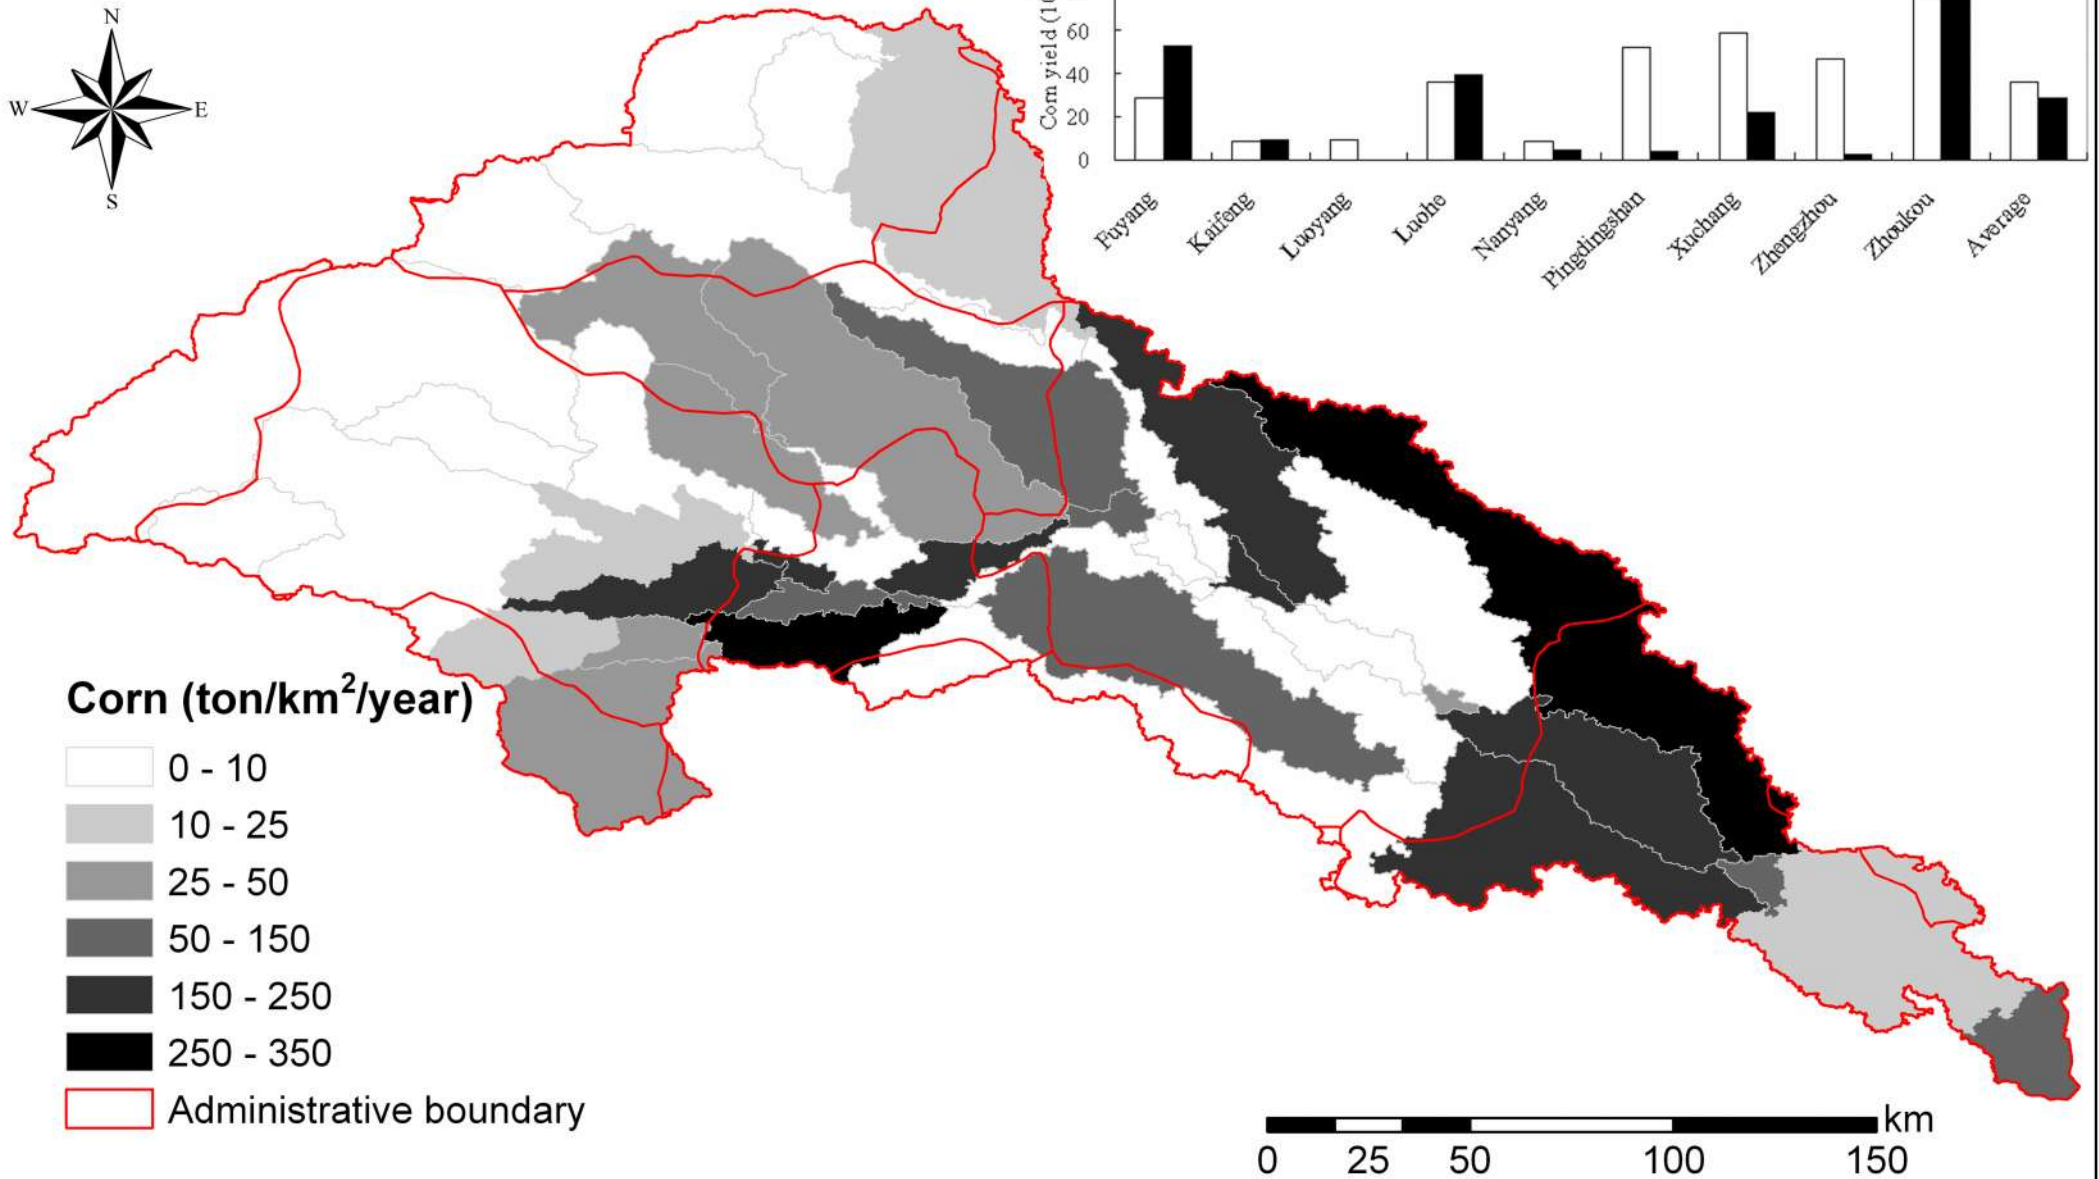 N
W E
S
Corn yield (10
60
40
20
0
Fuyang
Kaifeng
Luoyang
Luohe
Nanyang
Pingdingshan
Xuchang
Zhengzhou
Zhoukou
Average
Corn (ton/km²/year)
0 - 10
10 - 25
25 - 50
50 - 150
150 - 250
250 - 350
Administrative boundary
km
0 25 50 100 150